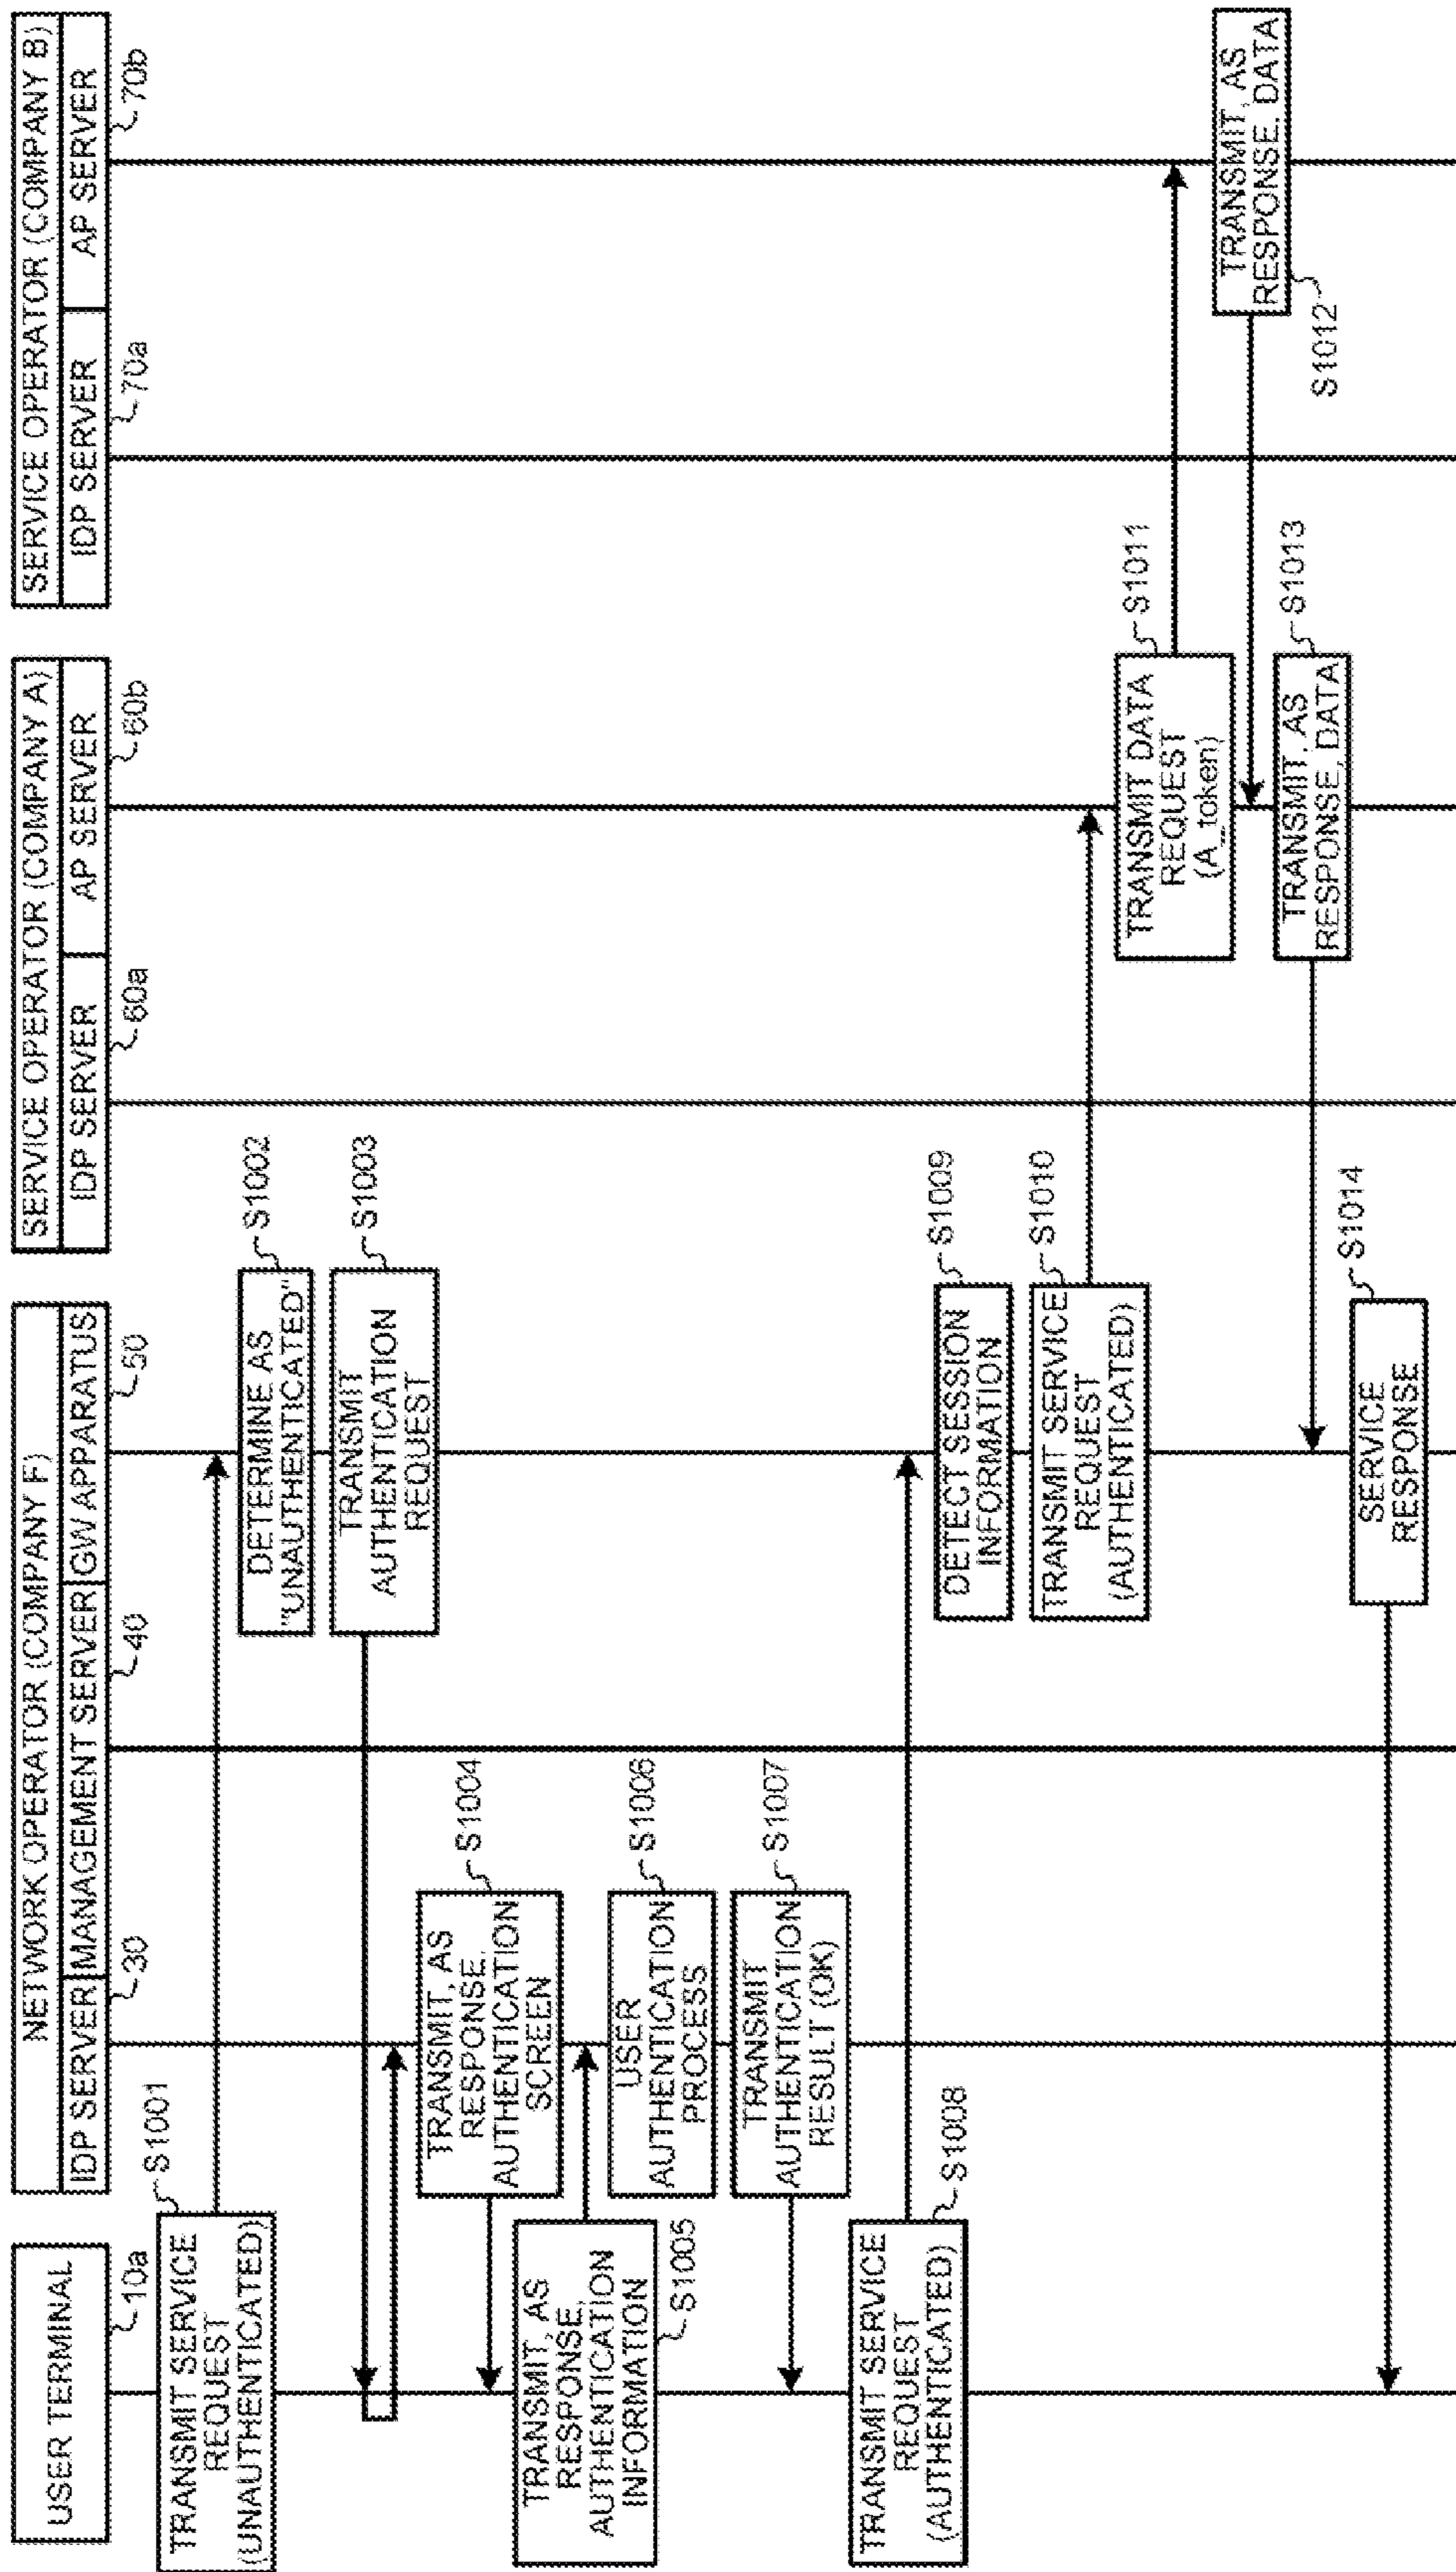 USER TERMINAL
10a
NETWORK OPERATOR (COMPANY F)
IDP SERVER
MANAGEMENT SERVER
GW APPARATUS
30
40
50
SERVICE OPERATOR (COMPANY A)
IDP SERVER
AP SERVER
60a
60b
SERVICE OPERATOR (COMPANY B)
IDP SERVER
AP SERVER
70a
70b
TRANSMIT SERVICE
REQUEST
(UNAUTHENTICATED)
S1001
DETERMINE AS
"UNAUTHENTICATED"
S1002
TRANSMIT
AUTHENTICATION
REQUEST
S1003
TRANSMIT, AS
RESPONSE,
AUTHENTICATION
SCREEN
S1004
TRANSMIT, AS
RESPONSE,
AUTHENTICATION
INFORMATION
S1005
USER
AUTHENTICATION
PROCESS
S1006
TRANSMIT
AUTHENTICATION
RESULT (OK)
S1007
TRANSMIT SERVICE
REQUEST
(AUTHENTICATED)
S1008
DETECT SESSION
INFORMATION
S1009
TRANSMIT SERVICE
REQUEST
(AUTHENTICATED)
S1010
TRANSMIT DATA
REQUEST
(A_token)
S1011
TRANSMIT, AS
RESPONSE, DATA
S1012
TRANSMIT, AS
RESPONSE, DATA
S1013
SERVICE
RESPONSE
S1014